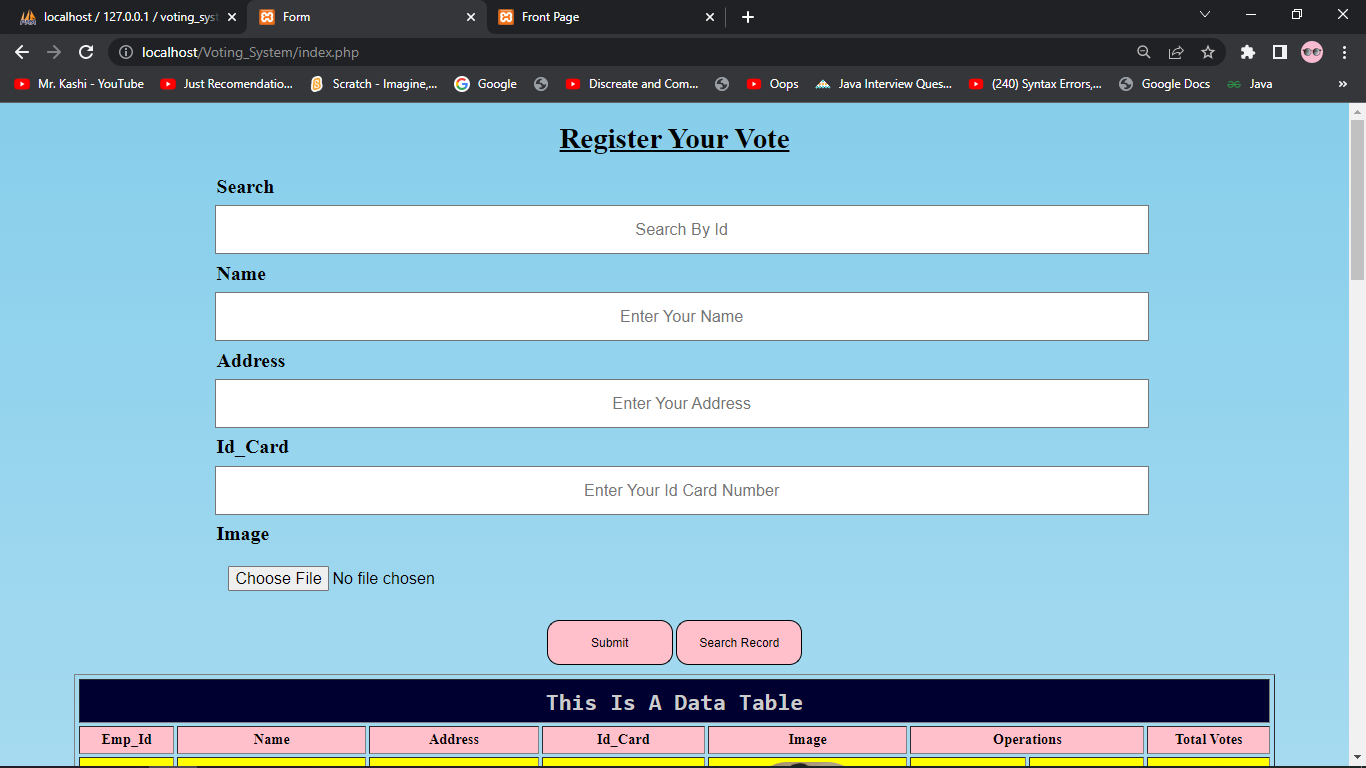 localhost / 127.0.0.1 / voting_syst
Form
Front Page
localhost/Voting_System/index.php
Mr. Kashi - YouTube
Just Recomendatio...
Scratch - Imagine,...
Google
Discreate and Com...
Oops
Java Interview Ques...
(240) Syntax Errors,...
Google Docs
Java
Register Your Vote
Search
Search By Id
Name
Enter Your Name
Address
Enter Your Address
Id_Card
Enter Your Id Card Number
Image
Choose File No file chosen
Submit Search Record
This Is A Data Table
Emp_Id Name Address Id_Card Image Operations Total Votes